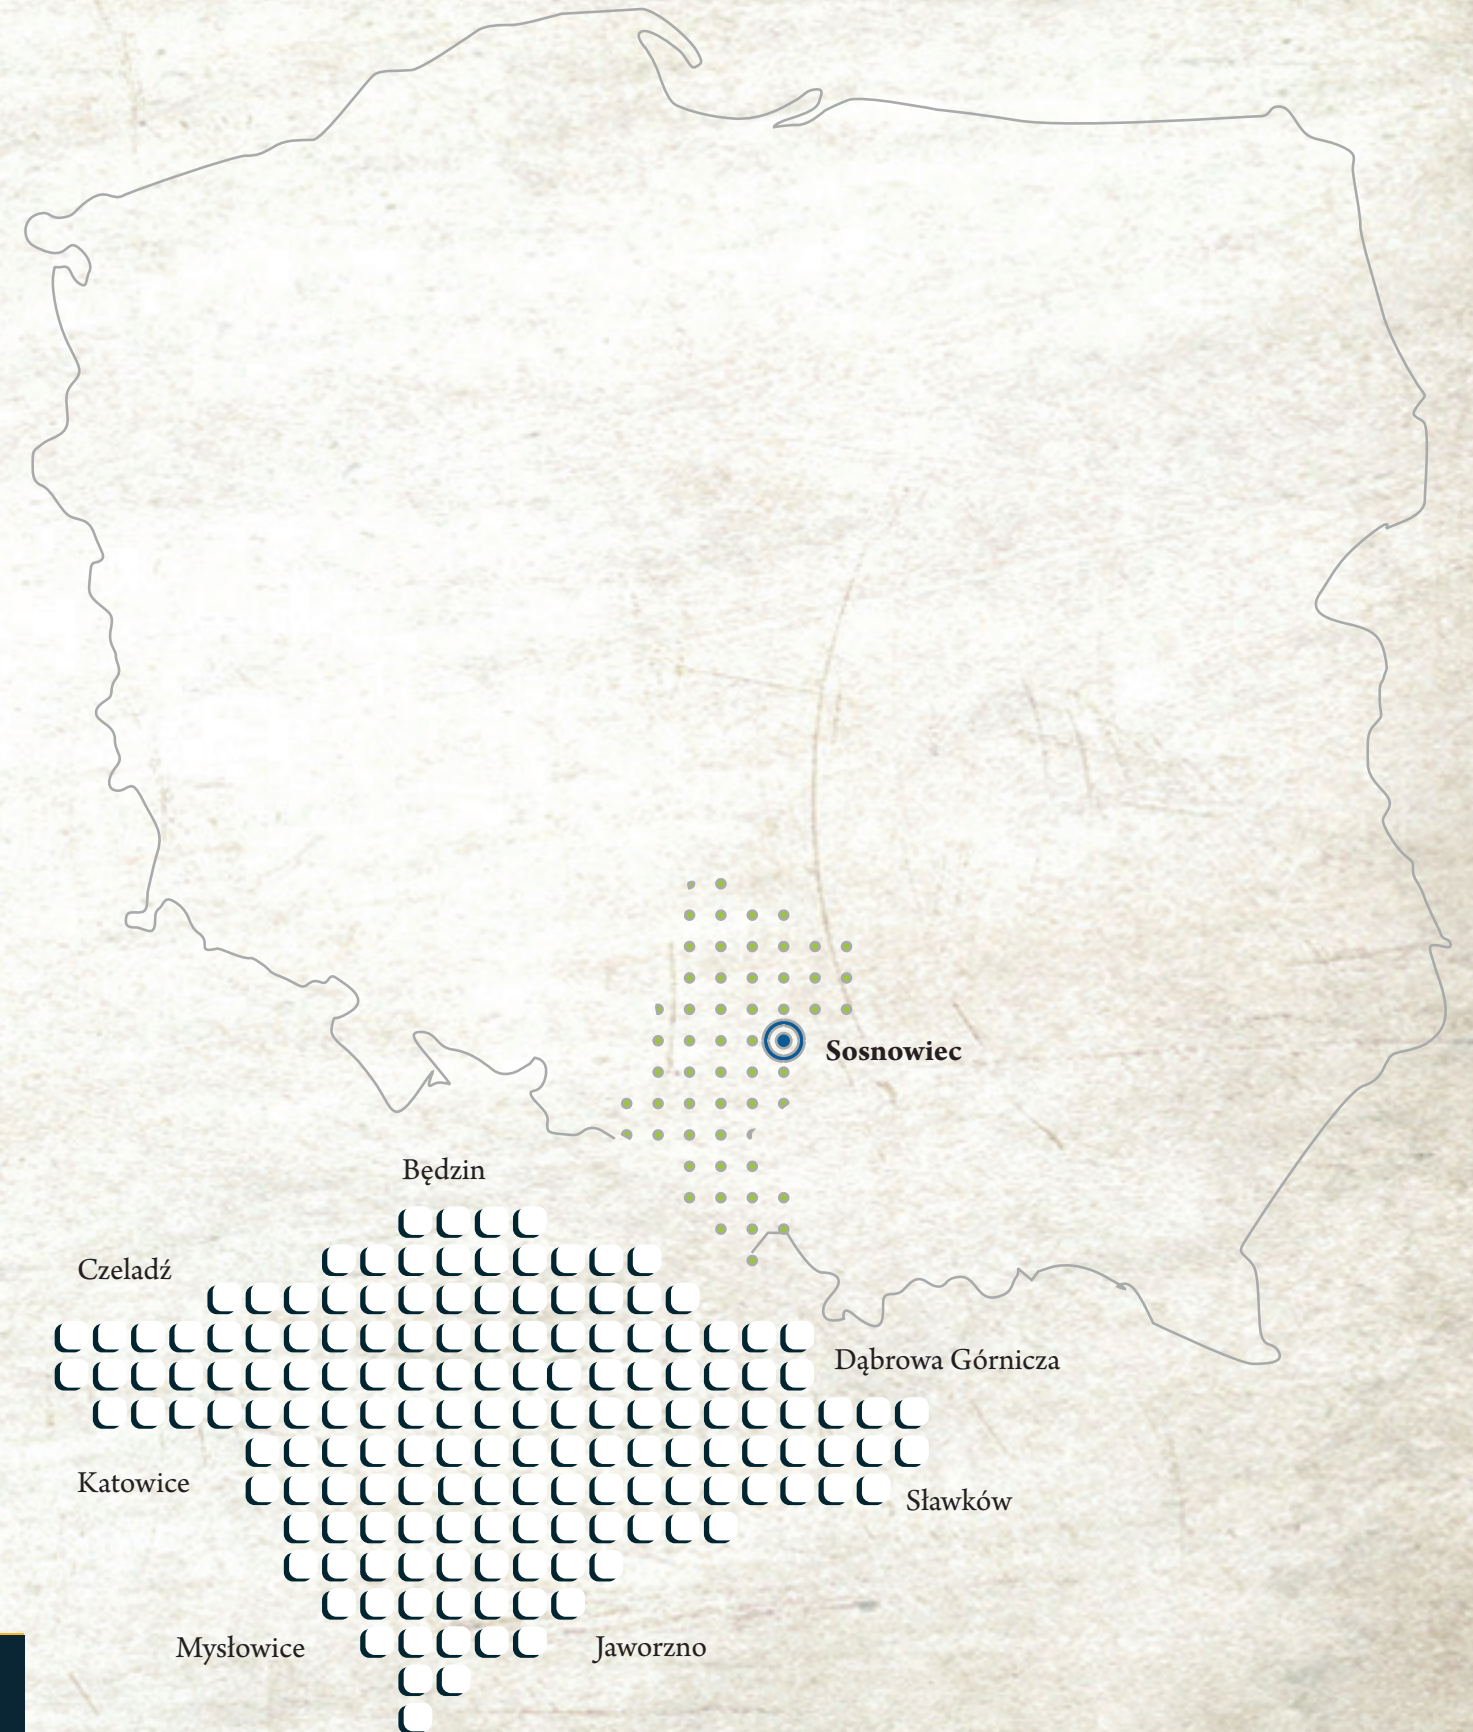 Sosnowiec
Będzin
Czeladź
Dąbrowa Górnicza
Katowice
Sławków
Mysłowice
Jaworzno